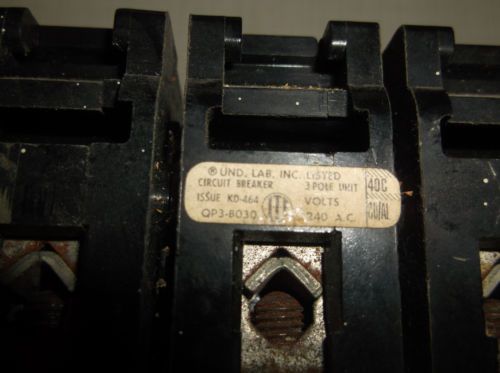 ® UND. LAB. INC. LISTED
CIRCUIT BREAKER 3 POLE UNIT 40C
ISSUE KD-464 ITE VOLTS
QP3-B030 240 A.C. CU/AL